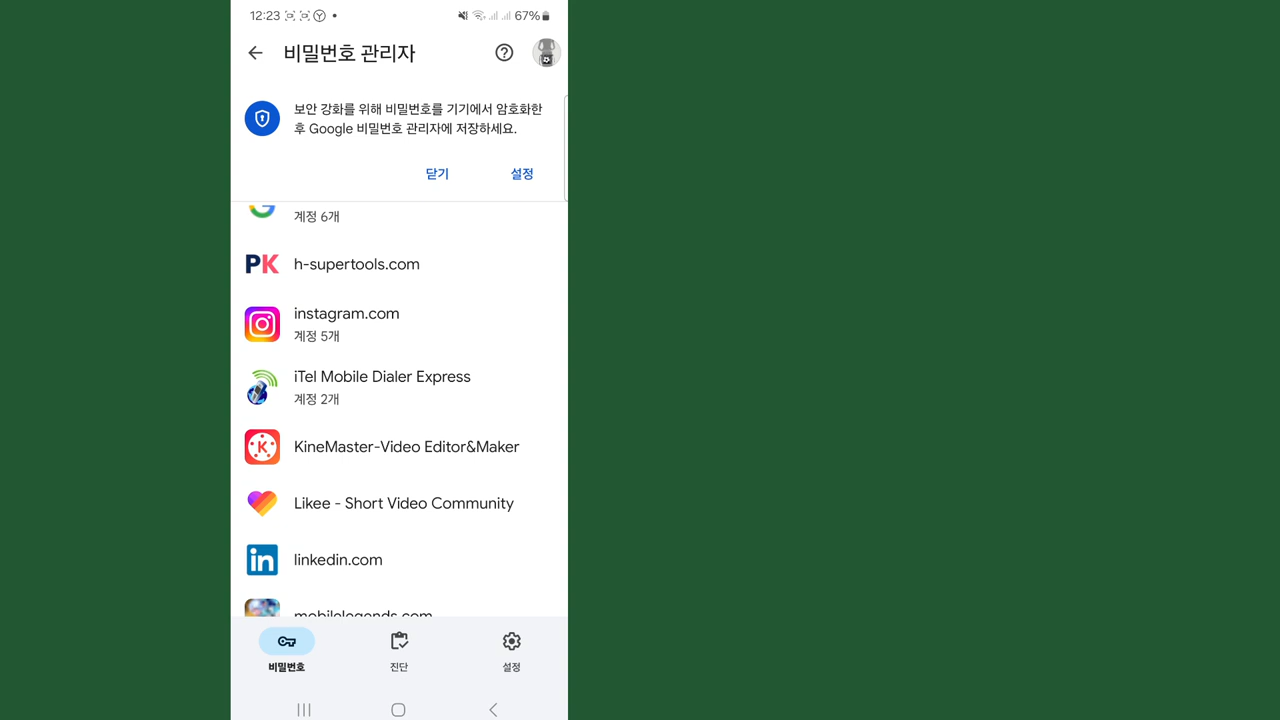 12:23 67%
비밀번호 관리자
보안 강화를 위해 비밀번호를 기기에서 암호화한
후 Google 비밀번호 관리자에 저장하세요.
닫기 설정
계정 6개
PK h-supertools.com
instagram.com
계정 5개
iTel Mobile Dialer Express
계정 2개
K KineMaster-Video Editor&Maker
Likee - Short Video Community
in linkedin.com
mobilelegends.com
비밀번호 진단 설정